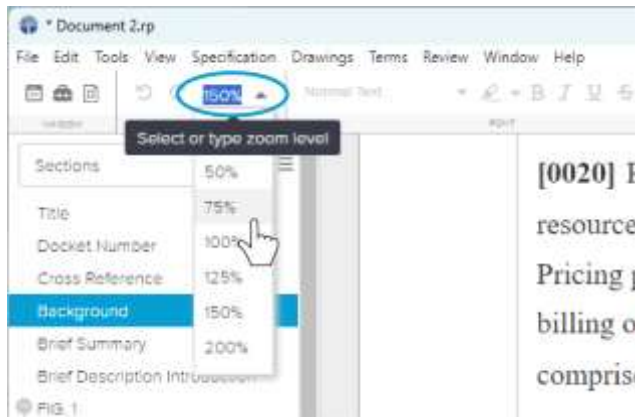 * Document 2.rp
File Edit Tools View Specification Drawings Terms Review Window Help
150%
Normal Text
B I U S
FONT
Select or type zoom level
Sections
50%
[0020]
Title
75%
resource
Docket Number
100%
Cross Reference
125%
Pricing
Background
150%
billing o
Brief Summary
200%
Brief Description Introduction
compris
FIG. 1